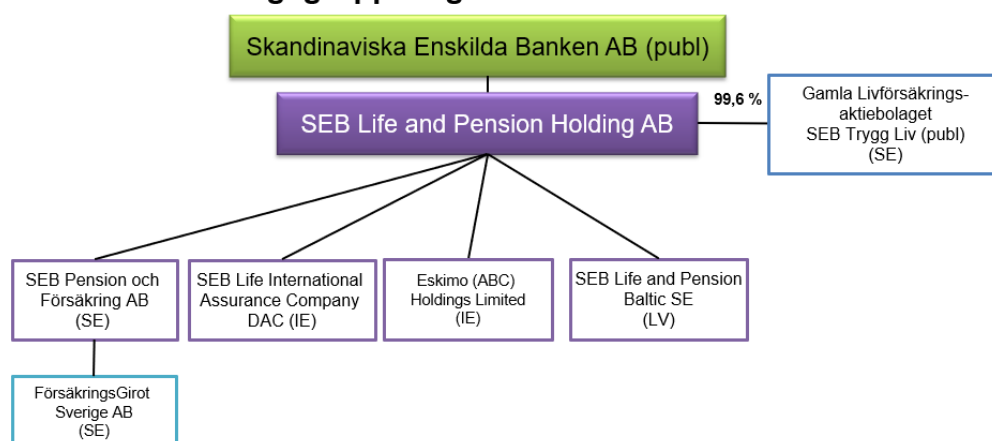 Skandinaviska Enskilda Banken AB (publ)
SEB Life and Pension Holding AB
99,6 %
Gamla Livförsäkrings-
aktiebolaget
SEB Trygg Liv (publ)
(SE)
SEB Pension och
Försäkring AB
(SE)
SEB Life International
Assurance Company
DAC (IE)
Eskimo (ABC)
Holdings Limited
(IE)
SEB Life and Pension
Baltic SE
(LV)
FörsäkringsGirot
Sverige AB
(SE)